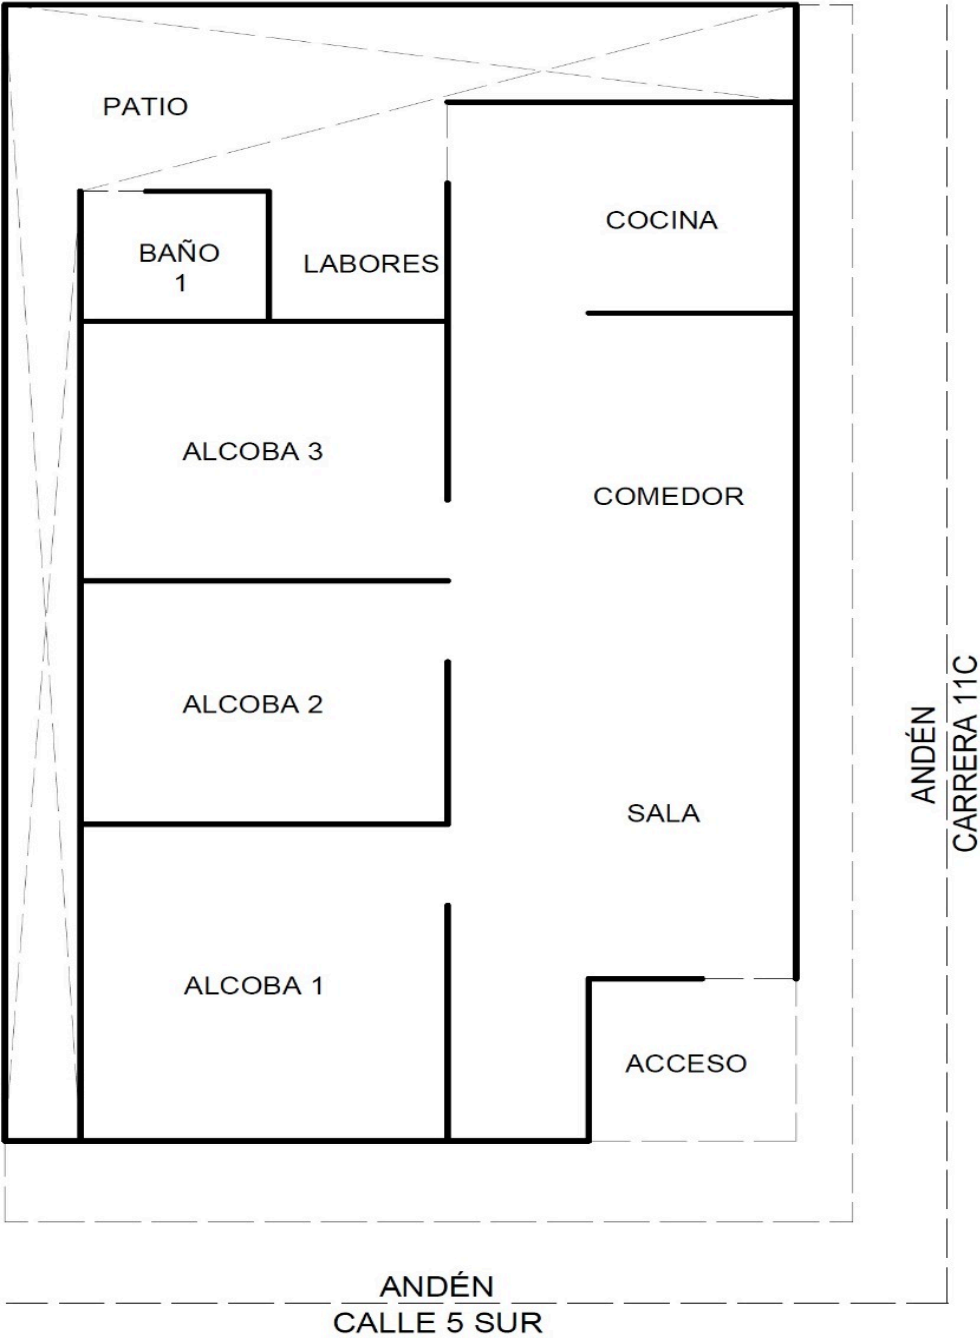 PATIO
COCINA
BAÑO
1
LABORES
ALCOBA 3
COMEDOR
ALCOBA 2
SALA
ALCOBA 1
ACCESO
ANDÉN
CARRERA 11C
ANDÉN
CALLE 5 SUR